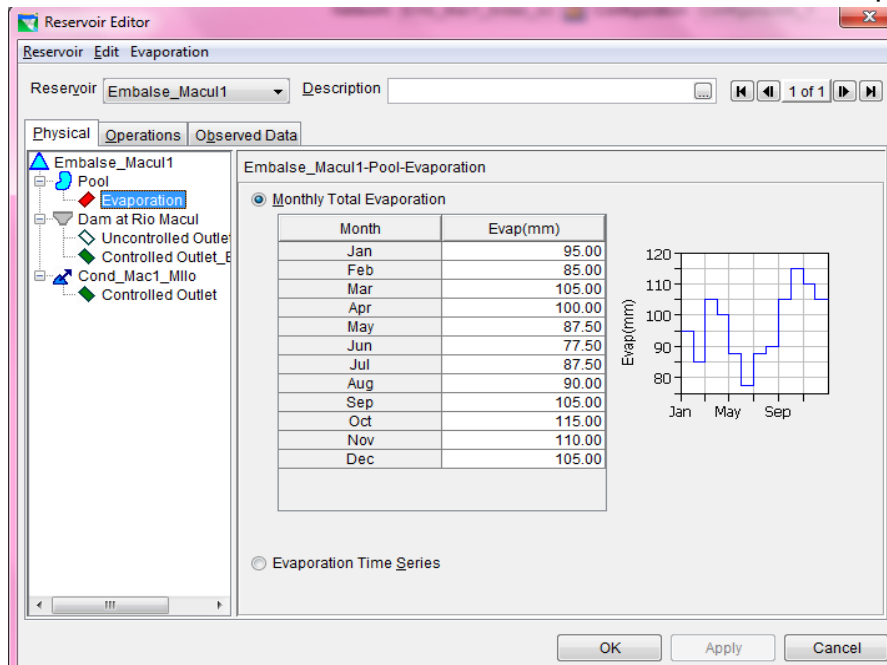 Reservoir Editor
Reservoir Edit Evaporation
Reservoir Embalse_Macul1 Description ... 1 of 1
Physical Operations Observed Data
Embalse_Macul1
Pool
Evaporation
Dam at Rio Macul
Uncontrolled Outle
Controlled Outlet_E
Cond_Mac1_Mllo
Controlled Outlet
Embalse_Macul1-Pool-Evaporation
Monthly Total Evaporation
Month Evap(mm)
Jan 95.00
Feb 85.00
Mar 105.00
Apr 100.00
May 87.50
Jun 77.50
Jul 87.50
Aug 90.00
Sep 105.00
Oct 115.00
Nov 110.00
Dec 105.00
Evap(mm)
120
110
100
90
80
Jan May Sep
Evaporation Time Series
OK Apply Cancel